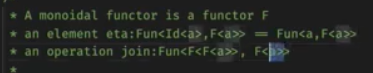 * A monoidal functor is a functor F
* an element eta:Fun<Id<a>,F<a>> == Fun<a,F<a>>
* an operation join:Fun<F<F<a>>, F<a>>
*